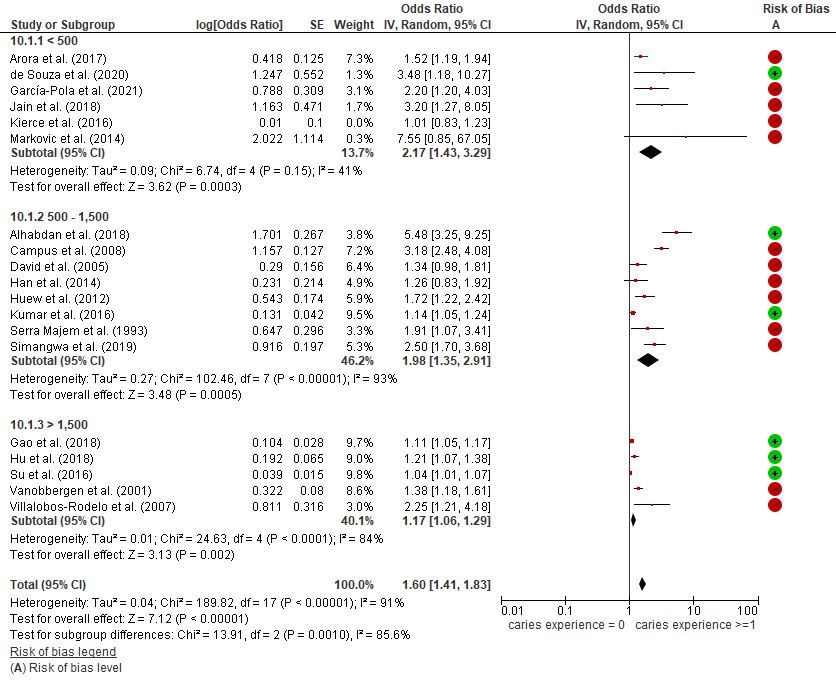 Odds Ratio Odds Ratio Risk of Bias
Study or Subgroup log[Odds Ratio] SE Weight IV, Random, 95% CI IV, Random, 95% CI A
10.1.1 < 500
Arora et al. (2017) 0.418 0.125 7.3% 1.52 [1.19, 1.94]
de Souza et al. (2020) 1.247 0.552 1.3% 3.48 [1.18, 10.27]
García-Pola et al. (2021) 0.788 0.309 3.1% 2.20 [1.20, 4.03]
Jain et al. (2018) 1.163 0.471 1.7% 3.20 [1.27, 8.05]
Kierce et al. (2016) 0.01 0.1 0.0% 1.01 [0.83, 1.23]
Markovic et al. (2014) 2.022 1.114 0.3% 7.55 [0.85, 67.05]
Subtotal (95% CI) 13.7% 2.17 [1.43, 3.29]
Heterogeneity: Tau² = 0.09; Chi² = 6.74, df = 4 (P = 0.15); I² = 41%
Test for overall effect: Z = 3.62 (P = 0.0003)
10.1.2 500 - 1,500
Alhabdan et al. (2018) 1.701 0.267 3.8% 5.48 [3.25, 9.25]
Campus et al. (2008) 1.157 0.127 7.2% 3.18 [2.48, 4.08]
David et al. (2005) 0.29 0.156 6.4% 1.34 [0.98, 1.81]
Han et al. (2014) 0.231 0.214 4.9% 1.26 [0.83, 1.92]
Huew et al. (2012) 0.543 0.174 5.9% 1.72 [1.22, 2.42]
Kumar et al. (2016) 0.131 0.042 9.5% 1.14 [1.05, 1.24]
Serra Majem et al. (1993) 0.647 0.296 3.3% 1.91 [1.07, 3.41]
Simangwa et al. (2019) 0.916 0.197 5.3% 2.50 [1.70, 3.68]
Subtotal (95% CI) 46.2% 1.98 [1.35, 2.91]
Heterogeneity: Tau² = 0.27; Chi² = 102.46, df = 7 (P < 0.00001); I² = 93%
Test for overall effect: Z = 3.48 (P = 0.0005)
10.1.3 > 1,500
Gao et al. (2018) 0.104 0.028 9.7% 1.11 [1.05, 1.17]
Hu et al. (2018) 0.192 0.065 9.0% 1.21 [1.07, 1.38]
Su et al. (2016) 0.039 0.015 9.8% 1.04 [1.01, 1.07]
Vanobbergen et al. (2001) 0.322 0.08 8.6% 1.38 [1.18, 1.61]
Villalobos-Rodelo et al. (2007) 0.811 0.316 3.0% 2.25 [1.21, 4.18]
Subtotal (95% CI) 40.1% 1.17 [1.06, 1.29]
Heterogeneity: Tau² = 0.01; Chi² = 24.63, df = 4 (P < 0.0001); I² = 84%
Test for overall effect: Z = 3.13 (P = 0.002)
Total (95% CI) 100.0% 1.60 [1.41, 1.83]
Heterogeneity: Tau² = 0.04; Chi² = 189.82, df = 17 (P < 0.00001); I² = 91%
Test for overall effect: Z = 7.12 (P < 0.00001)
Test for subgroup differences: Chi² = 13.91, df = 2 (P = 0.0010), I² = 85.6%
0.01 0.1 1 10 100
caries experience = 0 caries experience >=1
Risk of bias legend
(A) Risk of bias level